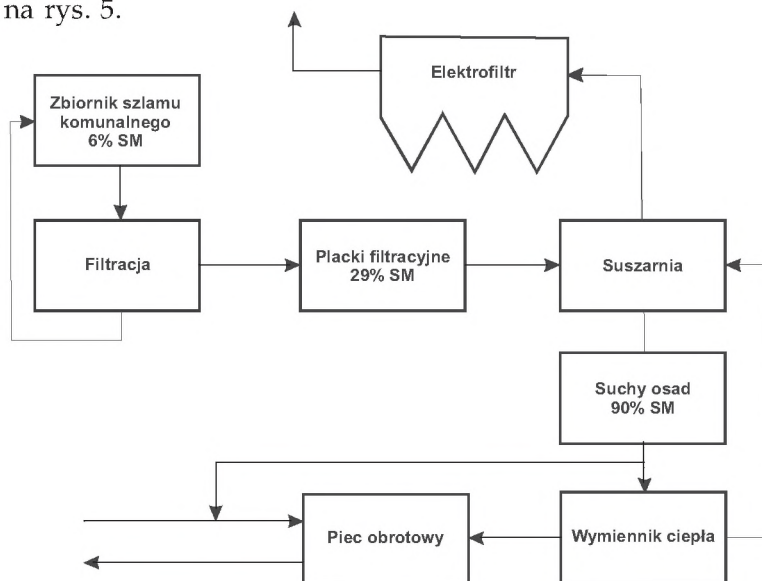 na rys. 5.
Elektrofiltr
Zbiornik szlamu
komunalnego
6% SM
Filtracja
Placki filtracyjne
29% SM
Suszarnia
Suchy osad
90% SM
Piec obrotowy
Wymiennik ciepła